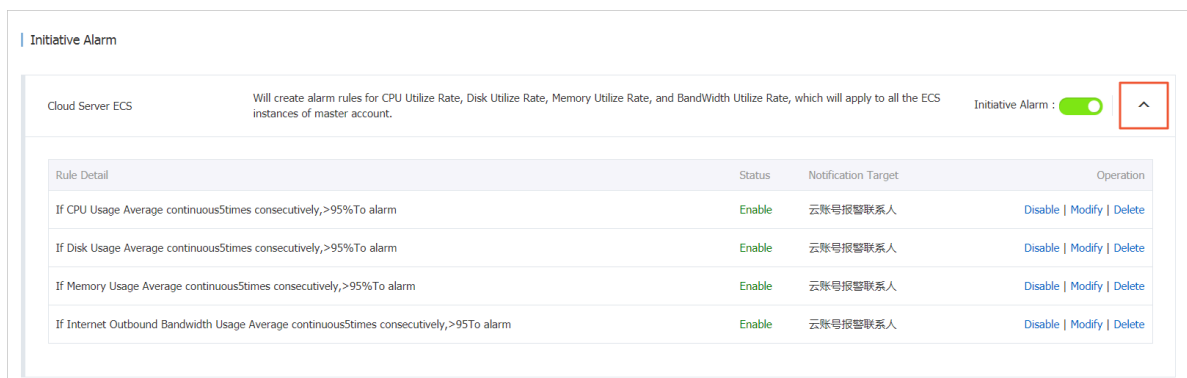 Initiative Alarm
Cloud Server ECS
Will create alarm rules for CPU Utilize Rate, Disk Utilize Rate, Memory Utilize Rate, and BandWidth Utilize Rate, which will apply to all the ECS
instances of master account.
Initiative Alarm :
Rule Detail Status Notification Target Operation
If CPU Usage Average continuous5times consecutively,>95%To alarm Enable 云账号报警联系人 Disable | Modify | Delete
If Disk Usage Average continuous5times consecutively,>95%To alarm Enable 云账号报警联系人 Disable | Modify | Delete
If Memory Usage Average continuous5times consecutively,>95%To alarm Enable 云账号报警联系人 Disable | Modify | Delete
If Internet Outbound Bandwidth Usage Average continuous5times consecutively,>95To alarm Enable 云账号报警联系人 Disable | Modify | Delete